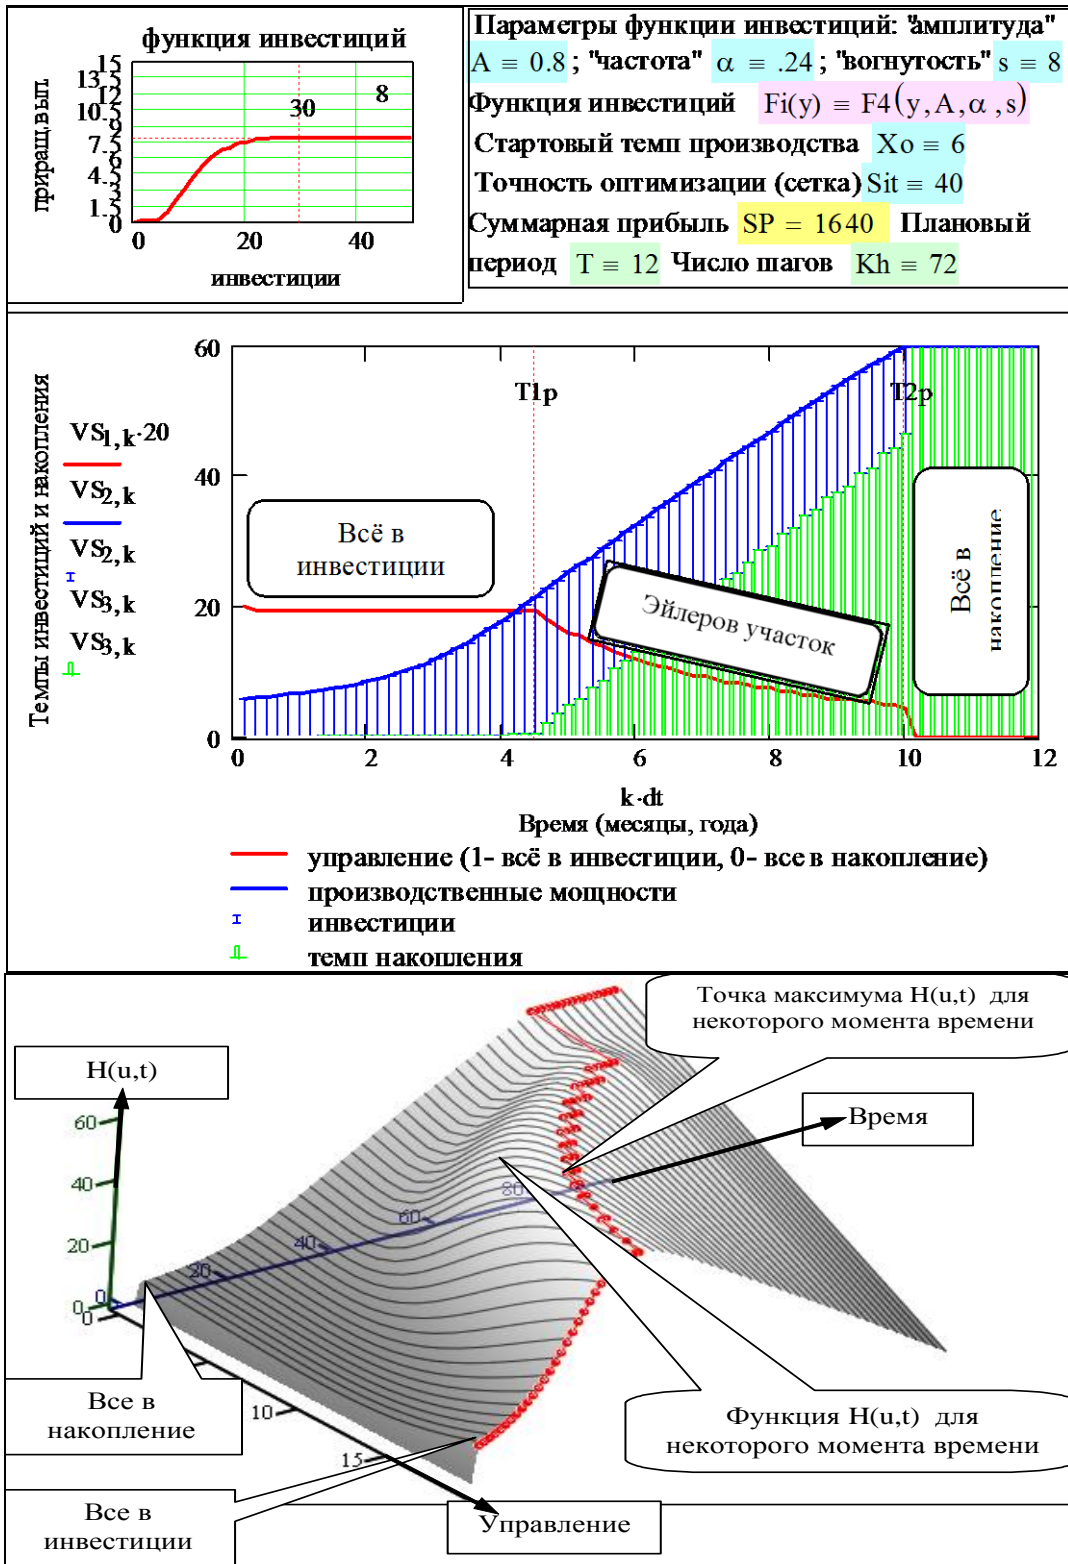 функция инвестиций
15
13.5
12
10.5
9
7.5
6
4.5
3
1.5
0
30
8
приращ.вып.
0
20
40
инвестиции
Параметры функции инвестиций: "амплитуда"
A ≡ 0.8 ; "частота" α ≡ .24 ; "вогнутость" s ≡ 8
Функция инвестиций Fi(y) ≡ F4(y, A, α, s)
Стартовый темп производства Xo ≡ 6
Точность оптимизации (сетка) Sit ≡ 40
Суммарная прибыль SP = 1640 Плановый
период T ≡ 12 Число шагов Kh ≡ 72
Темпы инвестиций и накопления
VS1,k·20
VS2,k
VS2,k
VS3,k
VS3,k
60
40
20
0
T1p
T2p
Всё в
инвестиции
Эйлеров участок
Всё в
накопление
0 2 4 6 8 10 12
k·dt
Время (месяцы, года)
управление (1- всё в инвестиции, 0- все в накопление)
производственные мощности
инвестиции
темп накопления
Точка максимума H(u,t) для
некоторого момента времени
H(u,t)
Время
60
40
20
0
0
0
20
40
60
80
10
15
Все в
накопление
Функция H(u,t) для
некоторого момента времени
Все в
инвестиции
Управление